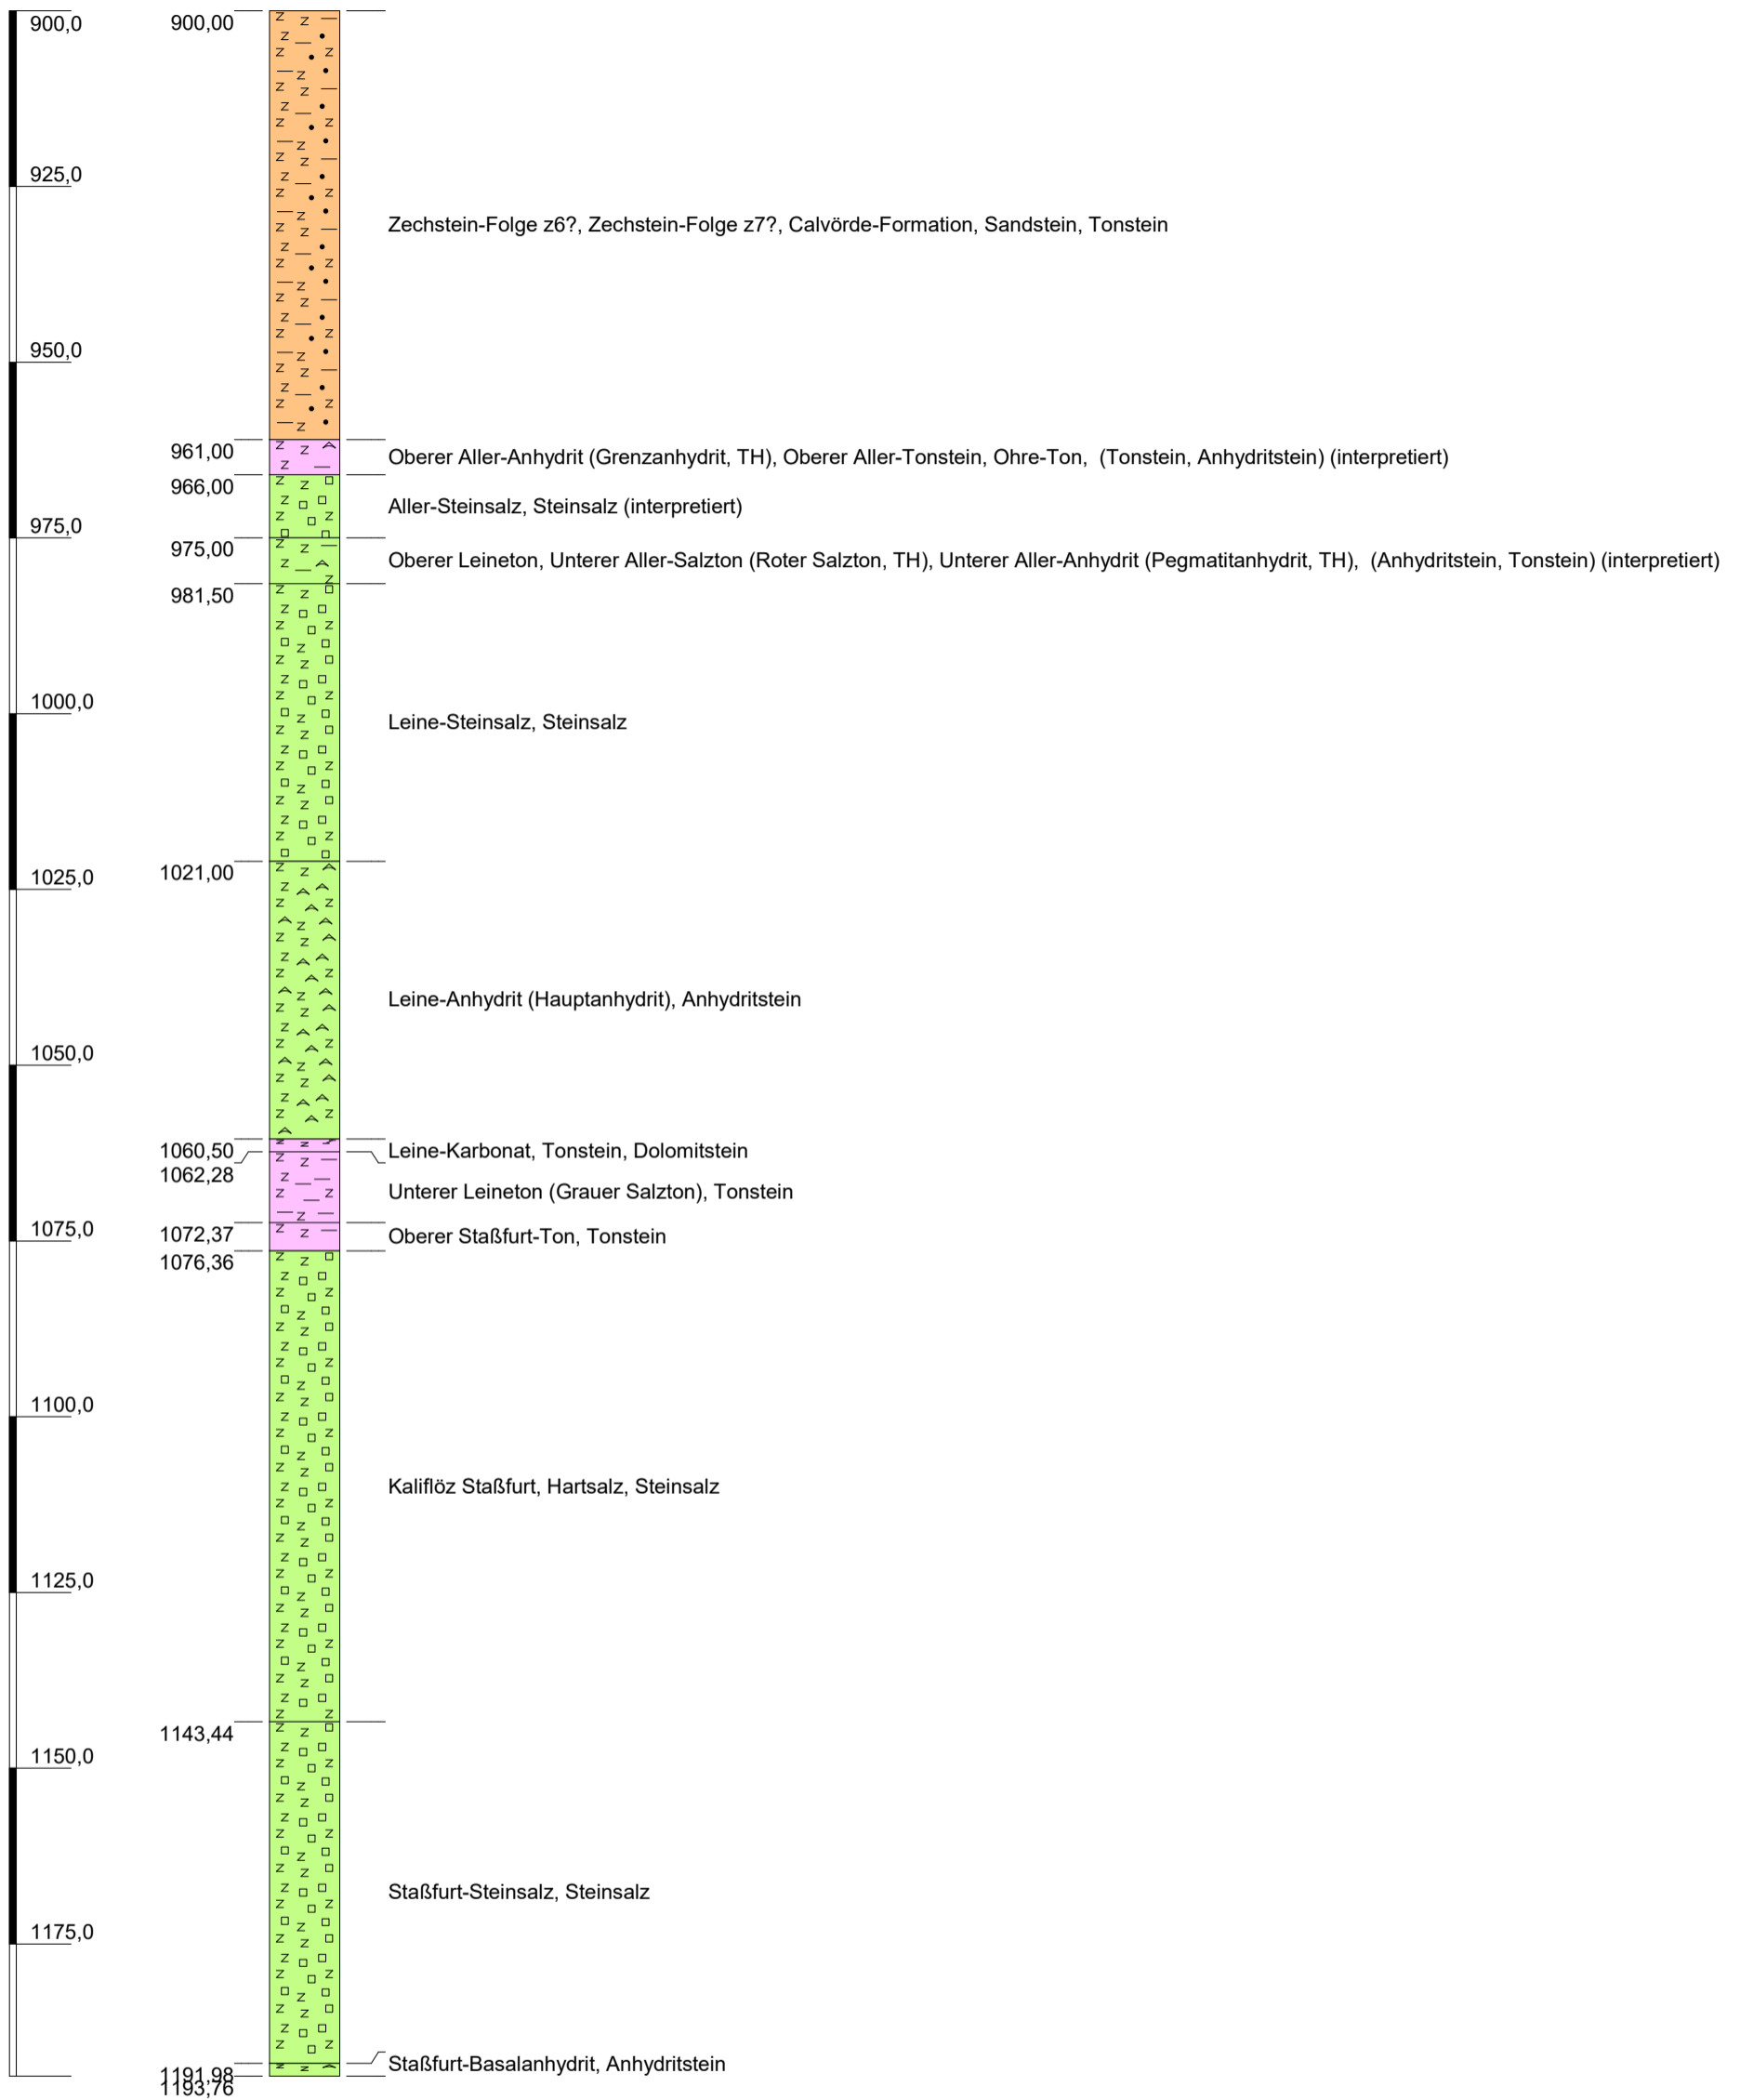 900,0
900,00
925,0
Zechstein-Folge z6?, Zechstein-Folge z7?, Calvörde-Formation, Sandstein, Tonstein
950,0
961,00
Oberer Aller-Anhydrit (Grenzanhydrit, TH), Oberer Aller-Tonstein, Ohre-Ton,  (Tonstein, Anhydritstein) (interpretiert)
966,00
Aller-Steinsalz, Steinsalz (interpretiert)
975,0
975,00
Oberer Leineton, Unterer Aller-Salzton (Roter Salzton, TH), Unterer Aller-Anhydrit (Pegmatitanhydrit, TH),  (Anhydritstein, Tonstein) (interpretiert)
981,50
1000,0
Leine-Steinsalz, Steinsalz
1021,00
1025,0
Leine-Anhydrit (Hauptanhydrit), Anhydritstein
1050,0
1060,50
Leine-Karbonat, Tonstein, Dolomitstein
1062,28
Unterer Leineton (Grauer Salzton), Tonstein
1075,0
1072,37
Oberer Staßfurt-Ton, Tonstein
1076,36
1100,0
Kaliflöz Staßfurt, Hartsalz, Steinsalz
1125,0
1143,44
1150,0
Staßfurt-Steinsalz, Steinsalz
1175,0
Staßfurt-Basalanhydrit, Anhydritstein
1191,98
1193,76